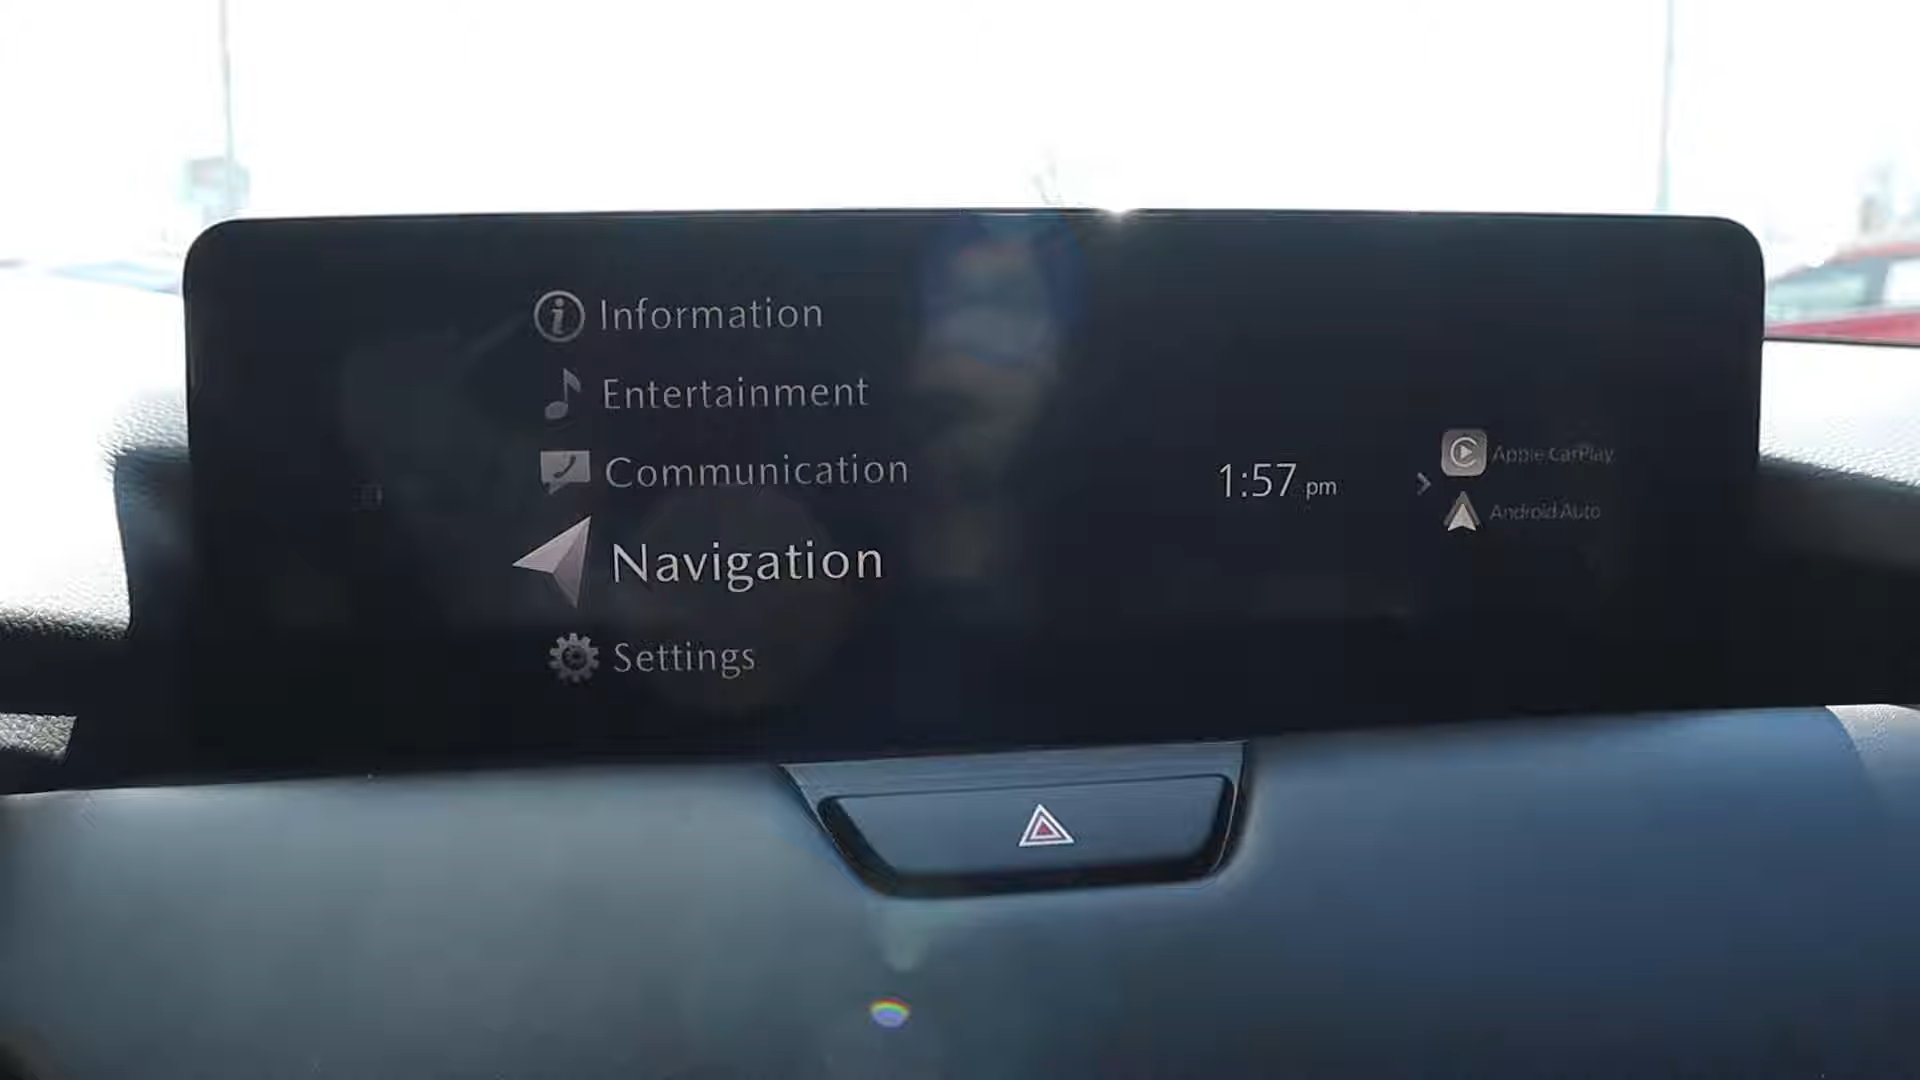 Information
Entertainment
Communication
Navigation
Settings
1:57 pm
Apple CarPlay
Android Auto